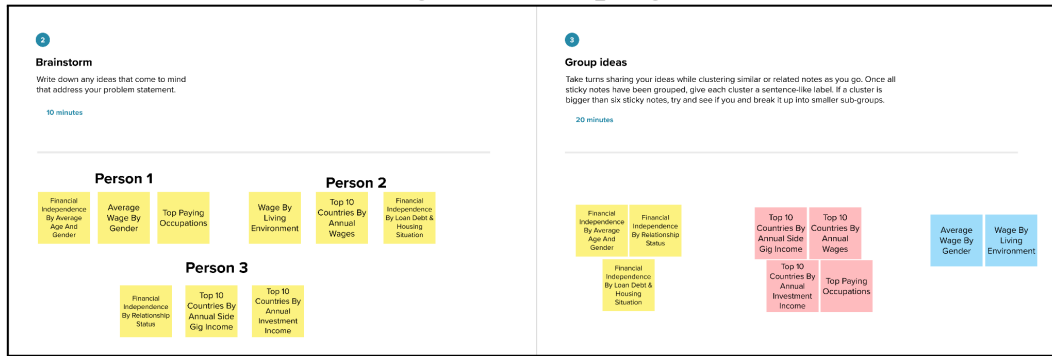 2
Brainstorm
Write down any ideas that come to mind
that address your problem statement.
10 minutes
Person 1
Financial
Independence
By Average
Age And
Gender
Average
Wage By
Gender
Top Paying
Occupations
Person 2
Wage By
Living
Environment
Top 10
Countries By
Annual
Wages
Financial
Independence
By Loan Debt &
Housing
Situation
Person 3
Financial
Independence
By Relationship
Status
Top 10
Countries By
Annual Side
Gig Income
Top 10
Countries By
Annual
Investment
Income
3
Group ideas
Take turns sharing your ideas while clustering similar or related notes as you go. Once all
sticky notes have been grouped, give each cluster a sentence-like label. If a cluster is
bigger than six sticky notes, try and see if you and break it up into smaller sub-groups.
20 minutes
Financial
Independence
By Average
Age And
Gender
Financial
Independence
By Relationship
Status
Financial
Independence
By Loan Debt &
Housing
Situation
Top 10
Countries By
Annual Side
Gig Income
Top 10
Countries By
Annual
Wages
Top 10
Countries By
Annual
Investment
Income
Top Paying
Occupations
Average
Wage By
Gender
Wage By
Living
Environment